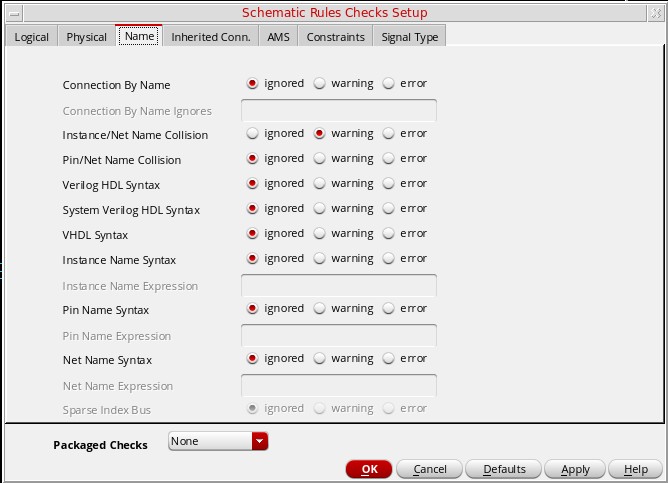 Schematic Rules Checks Setup
Logical Physical Name Inherited Conn. AMS Constraints Signal Type
Connection By Name ignored warning error
Connection By Name Ignores
Instance/Net Name Collision ignored warning error
Pin/Net Name Collision ignored warning error
Verilog HDL Syntax ignored warning error
System Verilog HDL Syntax ignored warning error
VHDL Syntax ignored warning error
Instance Name Syntax ignored warning error
Instance Name Expression
Pin Name Syntax ignored warning error
Pin Name Expression
Net Name Syntax ignored warning error
Net Name Expression
Sparse Index Bus ignored warning error
Packaged Checks None
OK Cancel Defaults Apply Help